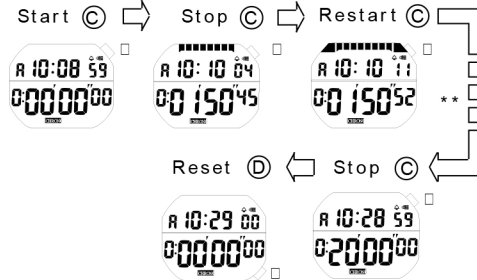 Start Ⓒ Stop Ⓒ Restart Ⓒ
A 10:08 59
0:00'00"00
A 10:10 04
0:01'50"45
A 10:10 11
0:01'50"52
**
Reset Ⓓ Stop Ⓒ
A 10:29 00
0:00'00"00
A 10:28 59
0:20'00"00